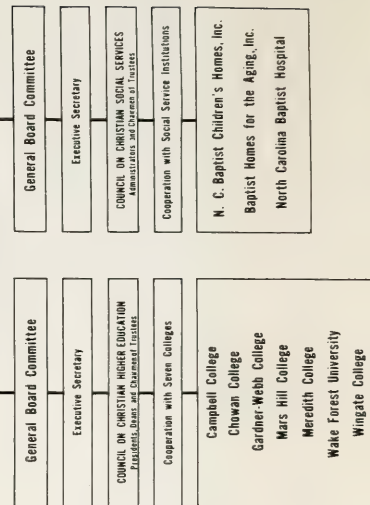 General Board Committee
Executive Secretary
COUNCIL ON CHRISTIAN HIGHER EDUCATION
Presidents, Deans and Chairmen of Trustees
Cooperation with Seven Colleges
Campbell College
Chowan College
Gardner-Webb College
Mars Hill College
Meredith College
Wake Forest University
Wingate College
General Board Committee
Executive Secretary
COUNCIL ON CHRISTIAN SOCIAL SERVICES
Administrators and Chairmen of Trustees
Cooperation with Social Service Institutions
N. C. Baptist Children's Homes, Inc.
Baptist Homes for the Aging, Inc.
North Carolina Baptist Hospital